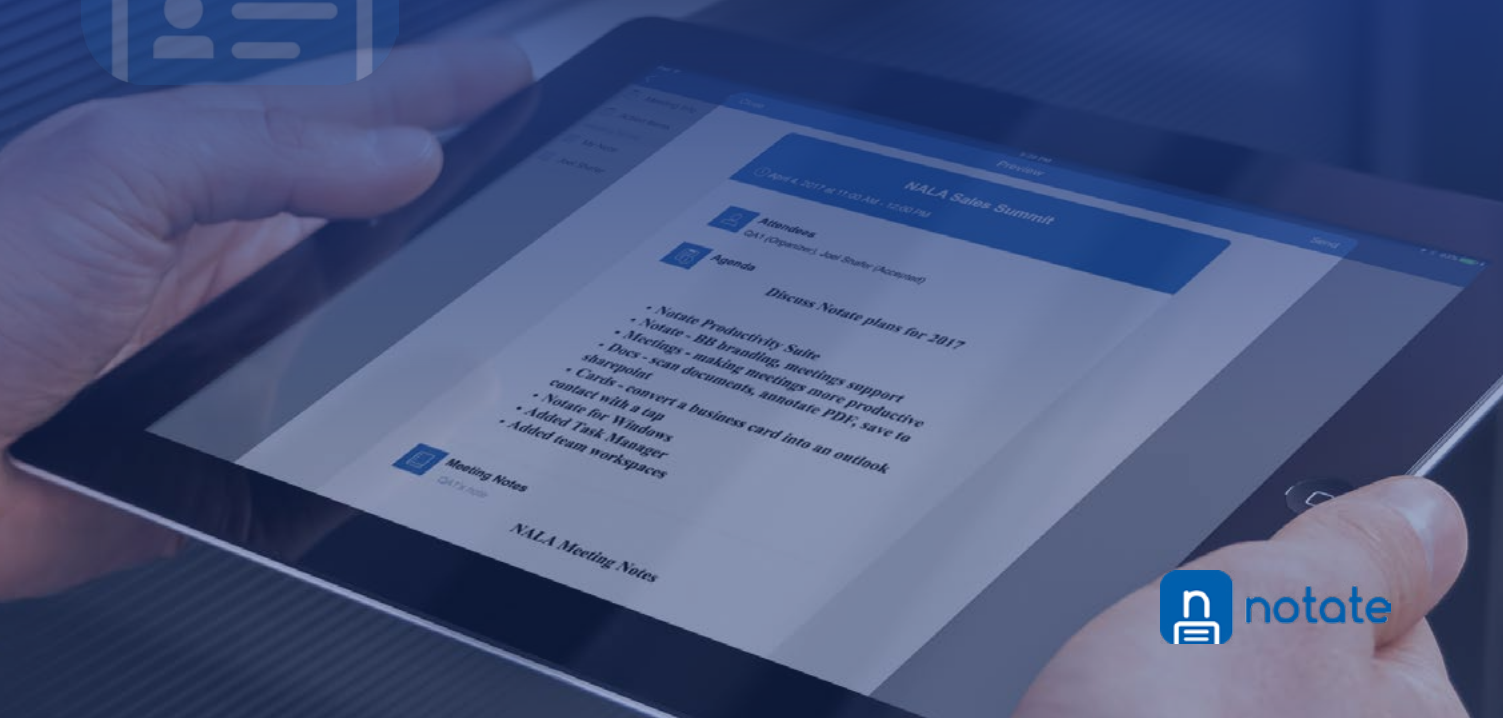 Close
Preview
Send
NALA Sales Summit
April 4, 2017 at 11:00 AM - 12:00 PM
Attendees
QA1 (Organizer), Joel Shafer (Accepted)
Agenda
Discuss Notate plans for 2017
• Notate Productivity Suite
• Notate - BB branding, meetings support
• Meetings - making meetings more productive
• Docs - scan documents, annotate PDF, save to
sharepoint
• Cards - convert a business card into an outlook
contact with a tap
• Notate for Windows
• Added Task Manager
• Added team workspaces
Meeting Notes
QA1's note
NALA Meeting Notes
n notate